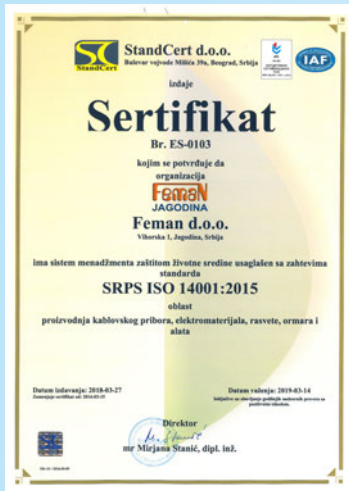 SC
StandCert
StandCert d.o.o.
Bulevar vojvode Mišića 39a, Beograd, Srbija
IAF
izdaje
Sertifikat
Br. ES-0103
kojim se potvrđuje da
organizacija
FemaN
JAGODINA
Feman d.o.o.
Vihorska 1, Jagodina, Srbija
ima sistem menadžmenta zaštitom životne sredine usaglašen sa zahtevima
standarda
SRPS ISO 14001:2015
oblast
proizvodnja kablovskog pribora, elektromaterijala, rasvete, ormara i
alata
Datum izdavanja: 2018-03-27
Datum važenja: 2019-03-14
Direktor
mr Mirjana Stanić, dipl. inž.